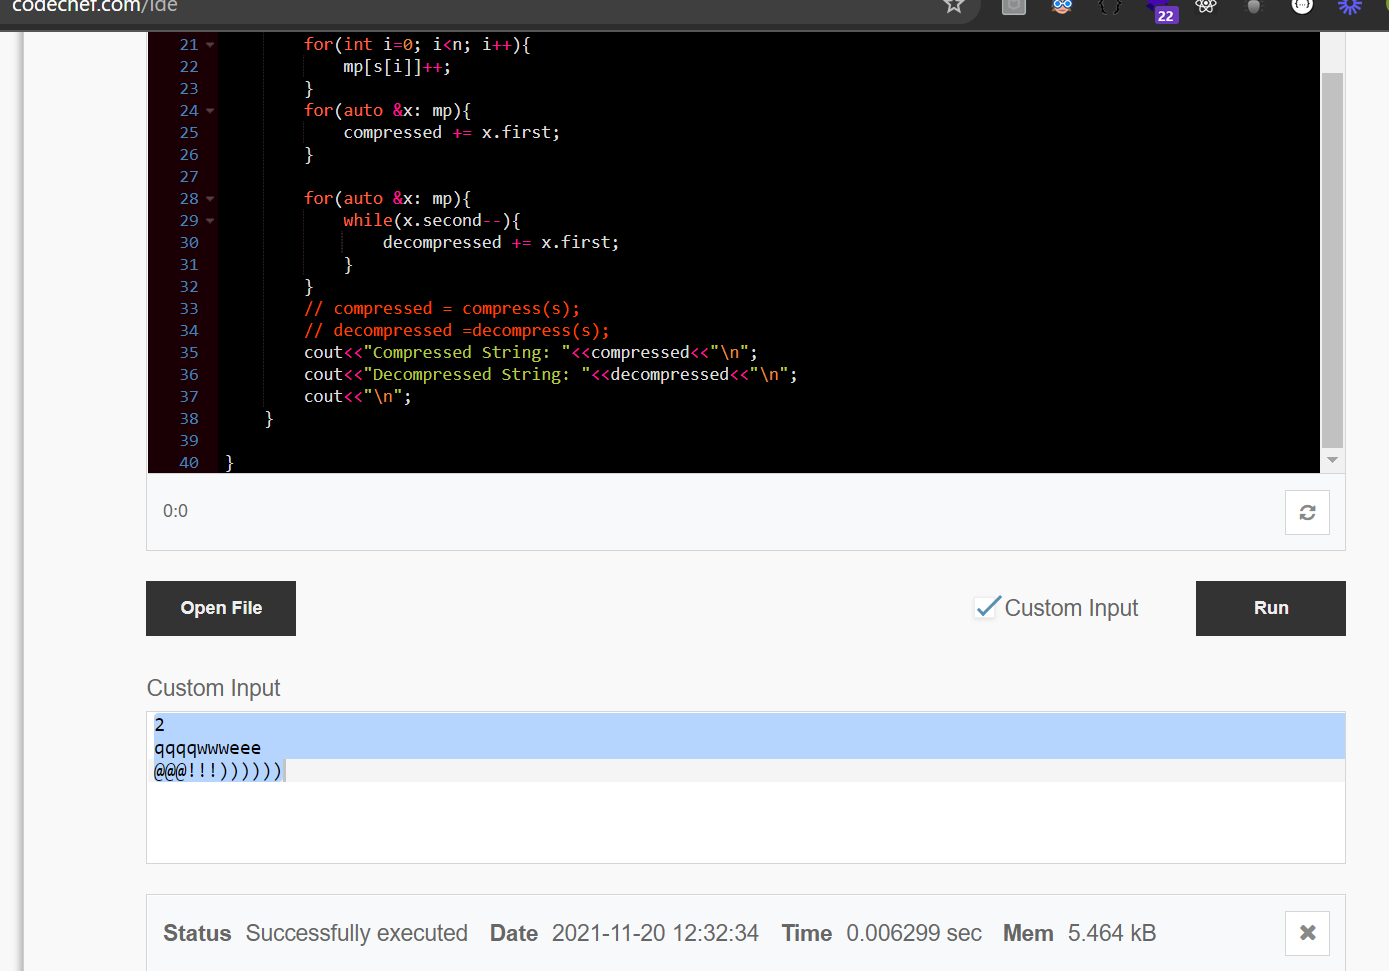 codechef.com/ide
22
21 for(int i=0; i<n; i++){
22 mp[s[i]]++;
23 }
24 for(auto &x: mp){
25 compressed += x.first;
26 }
27
28 for(auto &x: mp){
29 while(x.second--){
30 decompressed += x.first;
31 }
32 }
33 // compressed = compress(s);
34 // decompressed =decompress(s);
35 cout<<"Compressed String: "<<compressed<<"\n";
36 cout<<"Decompressed String: "<<decompressed<<"\n";
37 cout<<"\n";
38 }
39
40 }
0:0
Open File
Custom Input
Run
Custom Input
2
qqqqwwweee
@@@!!!))))))
Status Successfully executed Date 2021-11-20 12:32:34 Time 0.006299 sec Mem 5.464 kB